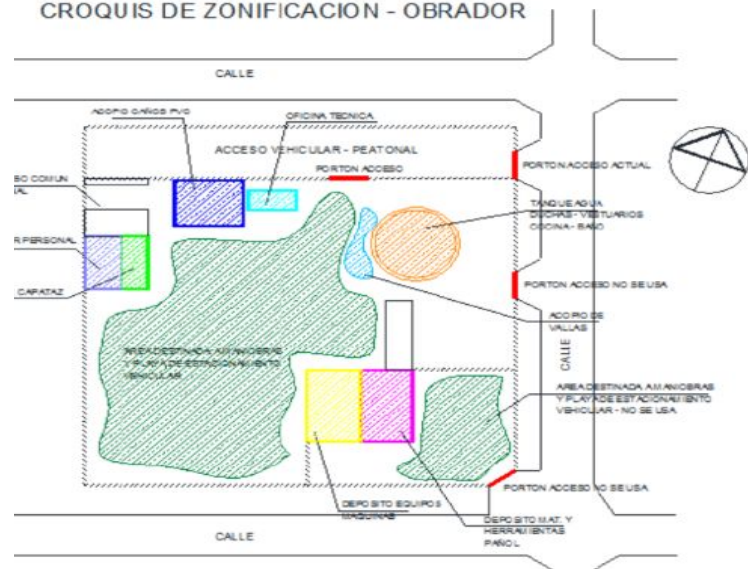 CROQUIS DE ZONIFICACION - OBRADOR
CALLE
ACOPIO CAÑOS PVC
OFICINA TECNICA
ACCESO VEHICULAR - PEATONAL
PORTON ACCESO
PORTON ACCESO ACTUAL
SO COMUN
AL
TANQUE AGUA
DUCHAS - VESTUARIOS
COCINA - BAÑO
R PERSONAL
CAPATAZ
PORTON ACCESO NO SE USA
ACOPIO DE
VALLAS
CALLE
AREA DESTINADA A MANIOBRAS
Y PLAYA DE ESTACIONAMIENTO
VEHICULAR
AREA DESTINADA A MANIOBRAS
Y PLAYA DE ESTACIONAMIENTO
VEHICULAR - NO SE USA
PORTON ACCESO NO SE USA
DEPOSITO EQUIPOS
MAQUINAS
DEPOSITO MAT. Y
HERRAMIENTAS
PAÑOL
CALLE